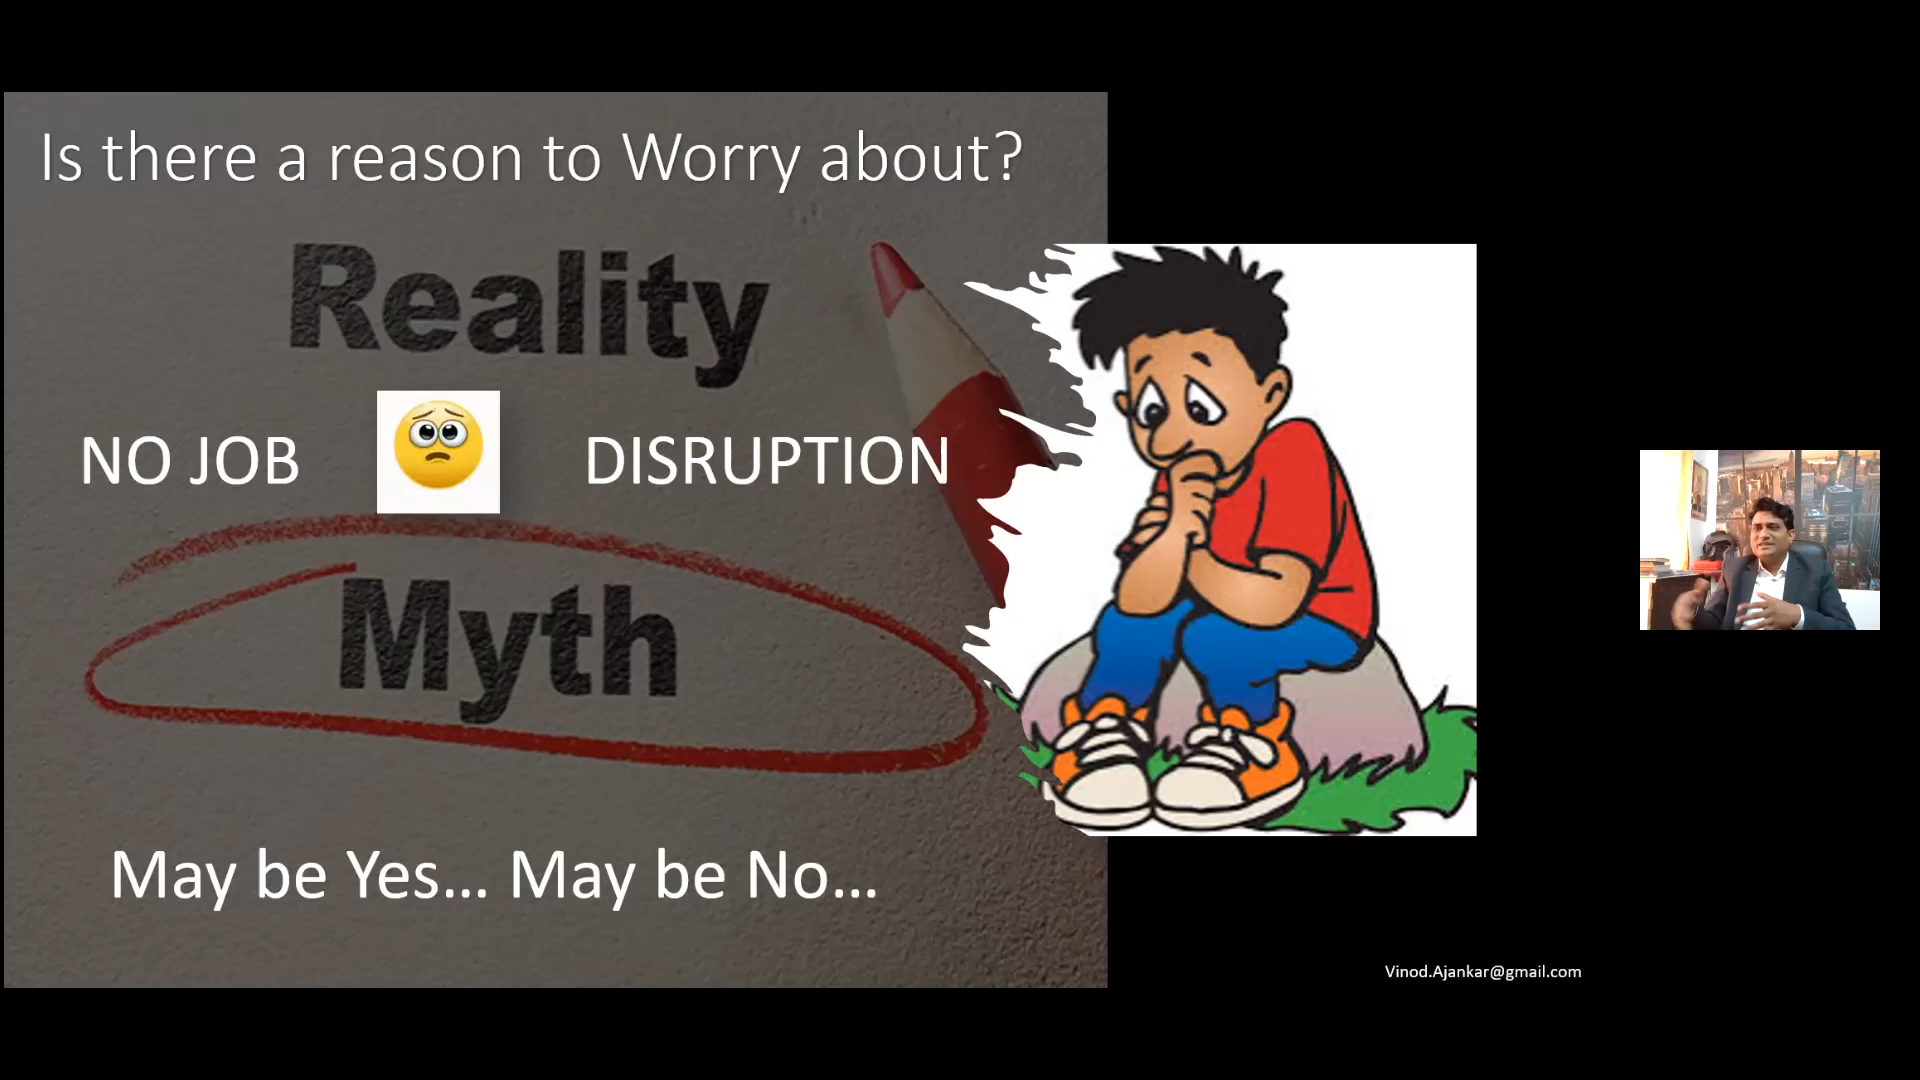 Is there a reason to Worry about?
Reality
NO JOB
DISRUPTION
Myth
May be Yes... May be No...
Vinod.Ajankar@gmail.com